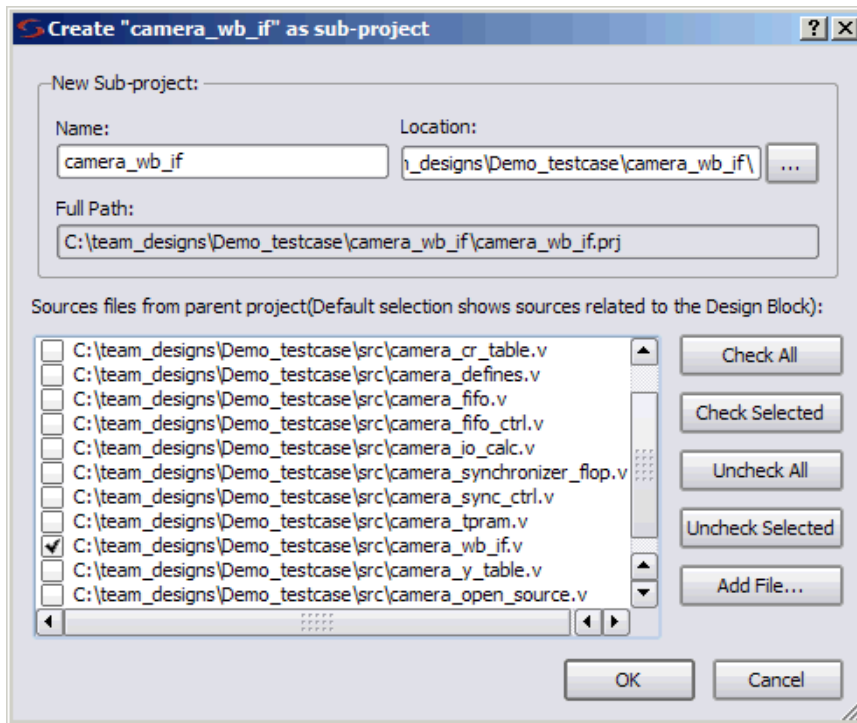 Create "camera_wb_if" as sub-project
New Sub-project:
Name:
Location:
camera_wb_if
ı_designs\Demo_testcase\camera_wb_if\
...
Full Path:
C:\team_designs\Demo_testcase\camera_wb_if\camera_wb_if.prj
Sources files from parent project(Default selection shows sources related to the Design Block):
C:\team_designs\Demo_testcase\src\camera_cr_table.v
C:\team_designs\Demo_testcase\src\camera_defines.v
C:\team_designs\Demo_testcase\src\camera_fifo.v
C:\team_designs\Demo_testcase\src\camera_fifo_ctrl.v
C:\team_designs\Demo_testcase\src\camera_io_calc.v
C:\team_designs\Demo_testcase\src\camera_synchronizer_flop.v
C:\team_designs\Demo_testcase\src\camera_sync_ctrl.v
C:\team_designs\Demo_testcase\src\camera_tpram.v
C:\team_designs\Demo_testcase\src\camera_wb_if.v
C:\team_designs\Demo_testcase\src\camera_y_table.v
C:\team_designs\Demo_testcase\src\camera_open_source.v
Check All
Check Selected
Uncheck All
Uncheck Selected
Add File...
OK
Cancel